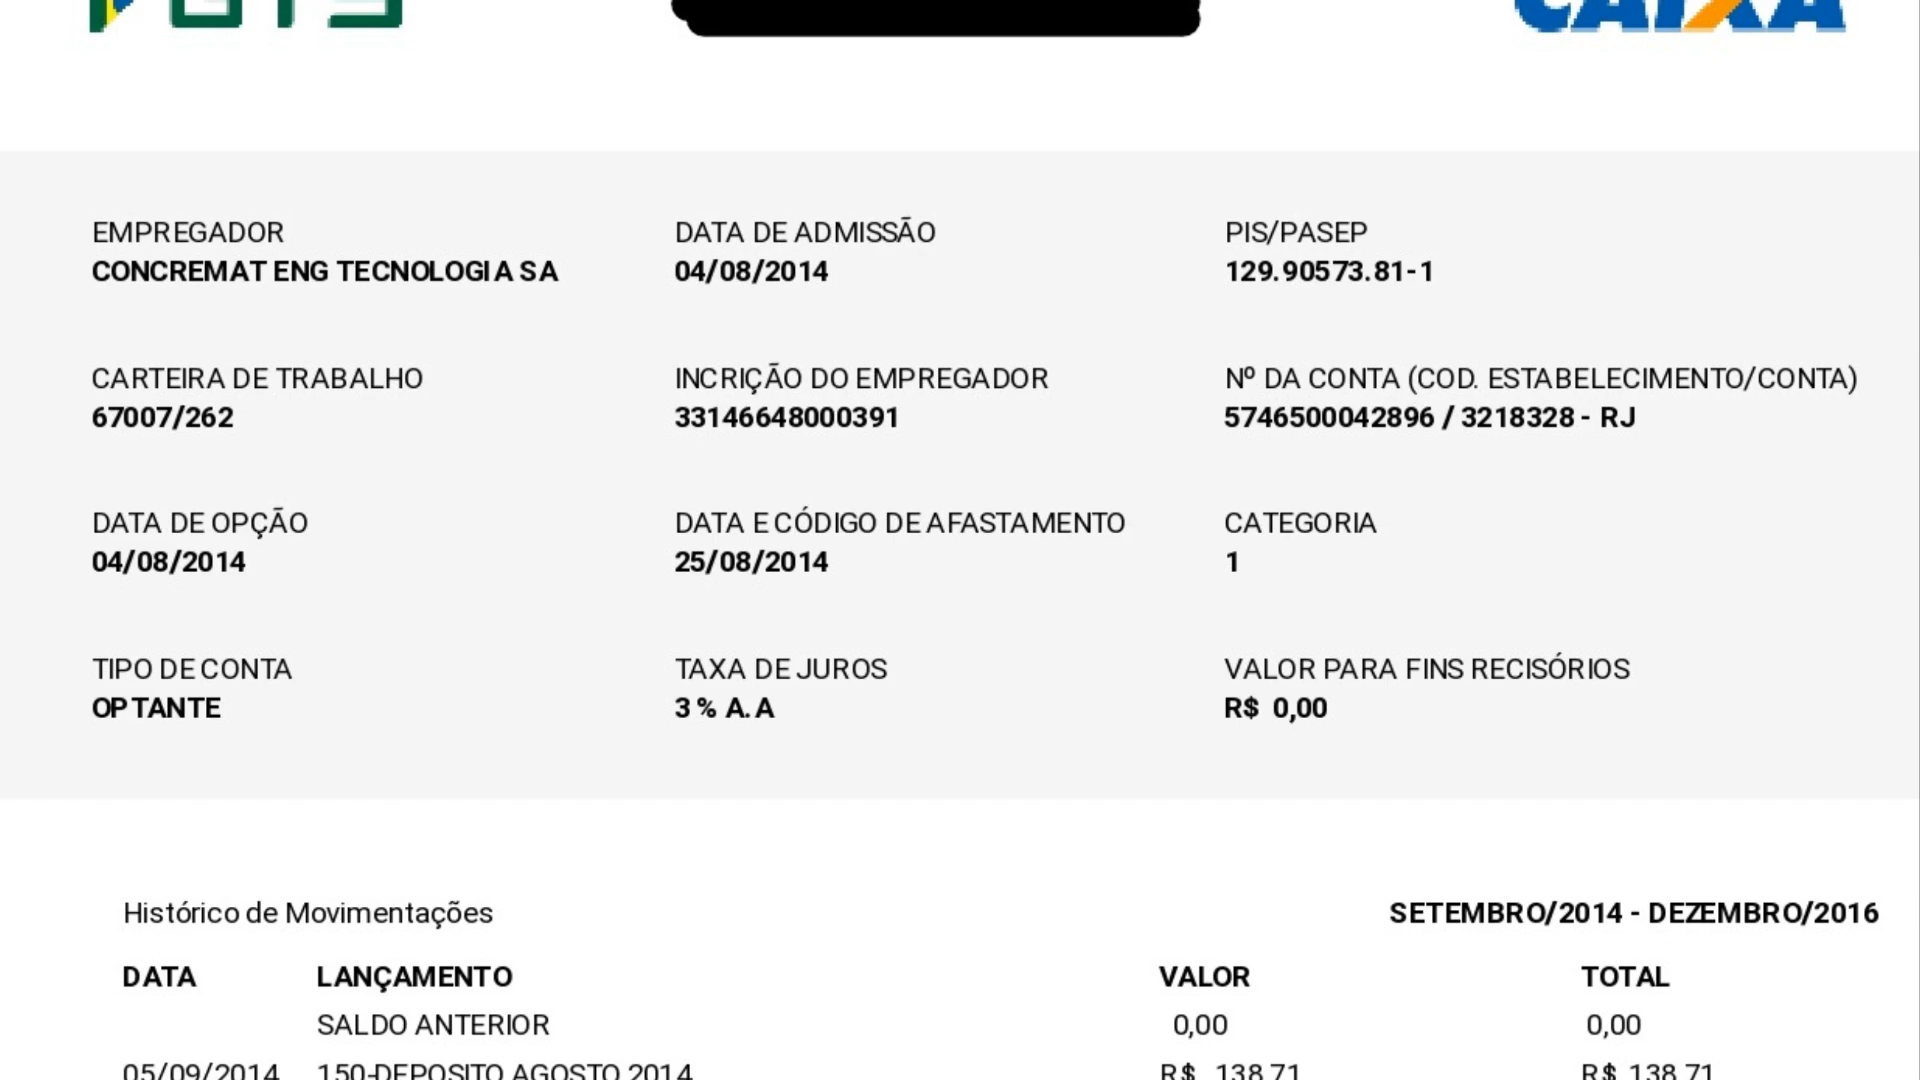 FGTS CAIXA
EMPREGADOR DATA DE ADMISSÃO PIS/PASEP
CONCREMAT ENG TECNOLOGIA SA 04/08/2014 129.90573.81-1
CARTEIRA DE TRABALHO INCRIÇÃO DO EMPREGADOR Nº DA CONTA (COD. ESTABELECIMENTO/CONTA)
67007/262 33146648000391 5746500042896 / 3218328 - RJ
DATA DE OPÇÃO DATA E CÓDIGO DE AFASTAMENTO CATEGORIA
04/08/2014 25/08/2014 1
TIPO DE CONTA TAXA DE JUROS VALOR PARA FINS RECISÓRIOS
OPTANTE 3 % A.A R$ 0,00
Histórico de Movimentações SETEMBRO/2014 - DEZEMBRO/2016
DATA LANÇAMENTO VALOR TOTAL
SALDO ANTERIOR 0,00 0,00
05/09/2014 150-DEPOSITO AGOSTO 2014 R$ 138,71 R$ 138,71